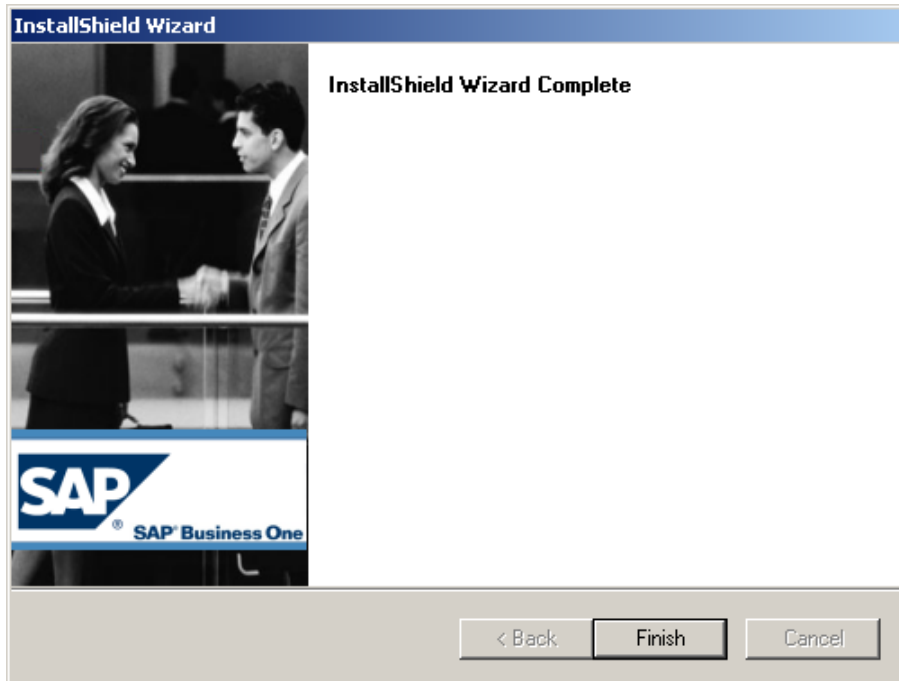 InstallShield Wizard
InstallShield Wizard Complete
SAP®
SAP® Business One
< Back
Finish
Cancel